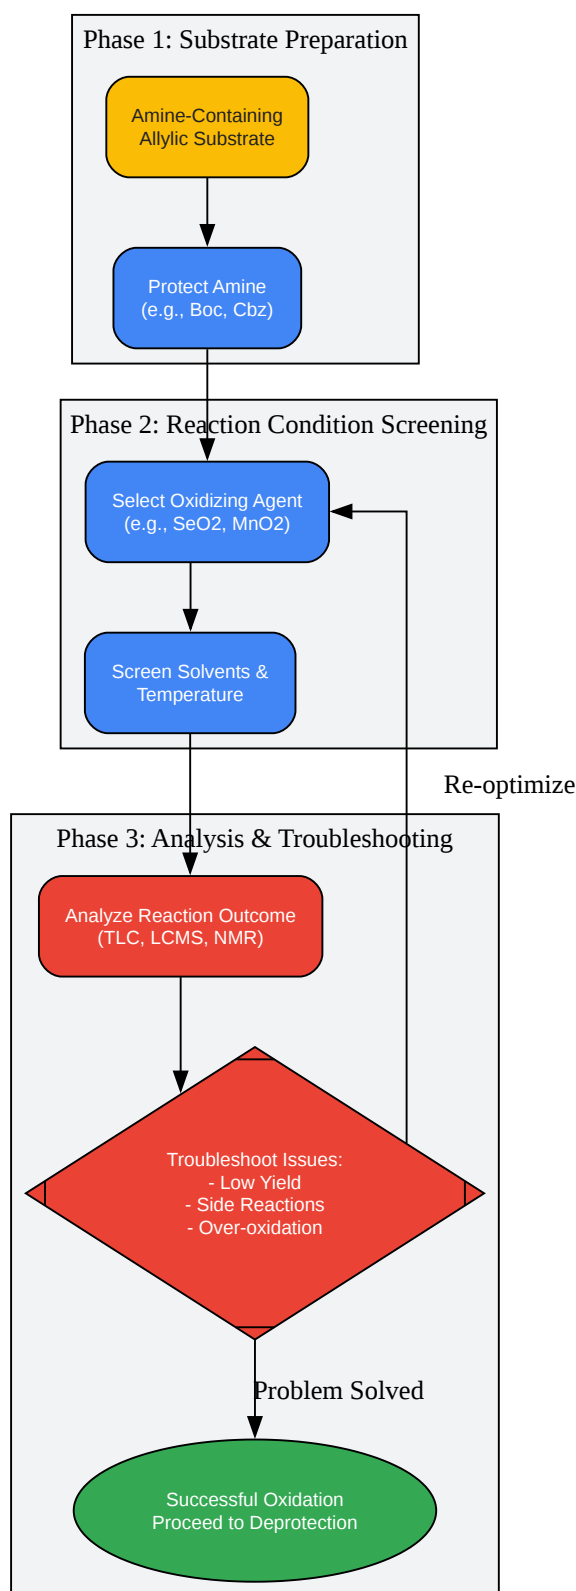 Phase 1: Substrate Preparation
Amine-Containing
Allylic Substrate
Protect Amine
(e.g., Boc, Cbz)
Phase 2: Reaction Condition Screening
Select Oxidizing Agent
(e.g., SeO2, MnO2)
Screen Solvents &
Temperature
Re-optimize
Phase 3: Analysis & Troubleshooting
Analyze Reaction Outcome
(TLC, LCMS, NMR)
Troubleshoot Issues:
- Low Yield
- Side Reactions
- Over-oxidation
Problem Solved
Successful Oxidation
Proceed to Deprotection